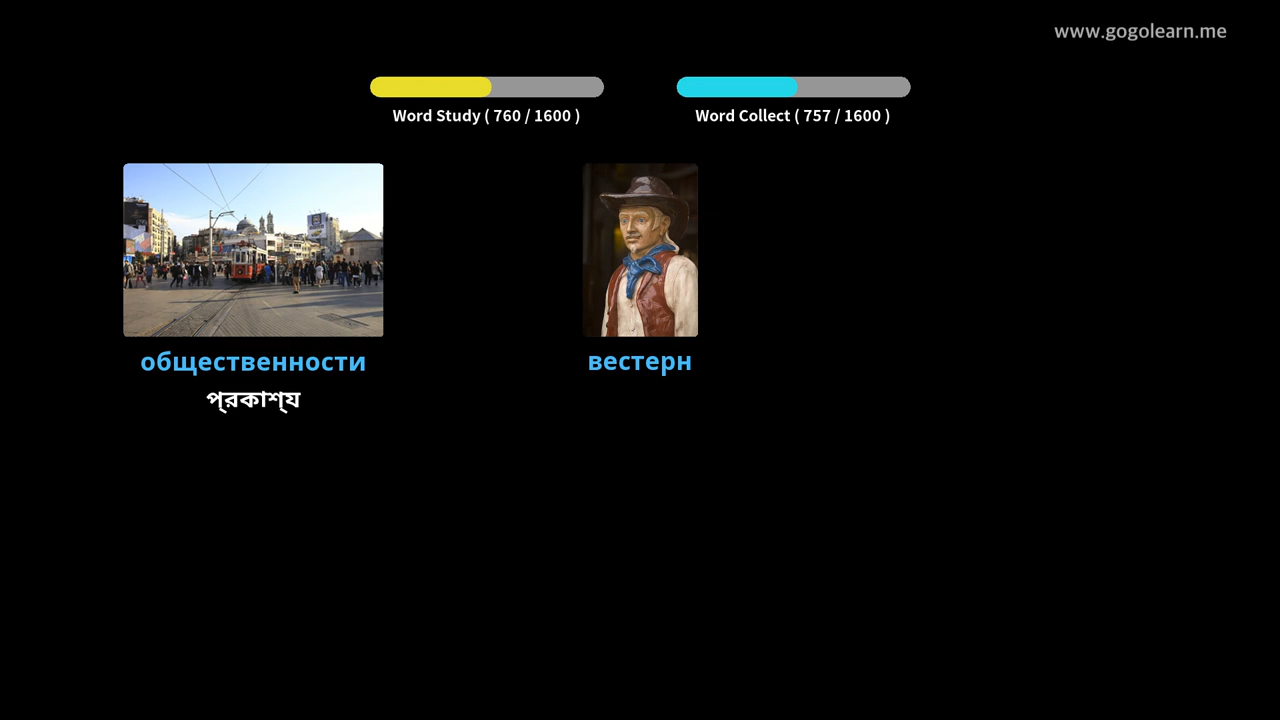 www.gogolearn.me
Word Study ( 760 / 1600 )
Word Collect ( 757 / 1600 )
общественности
вестерн
প্রকাশ্য